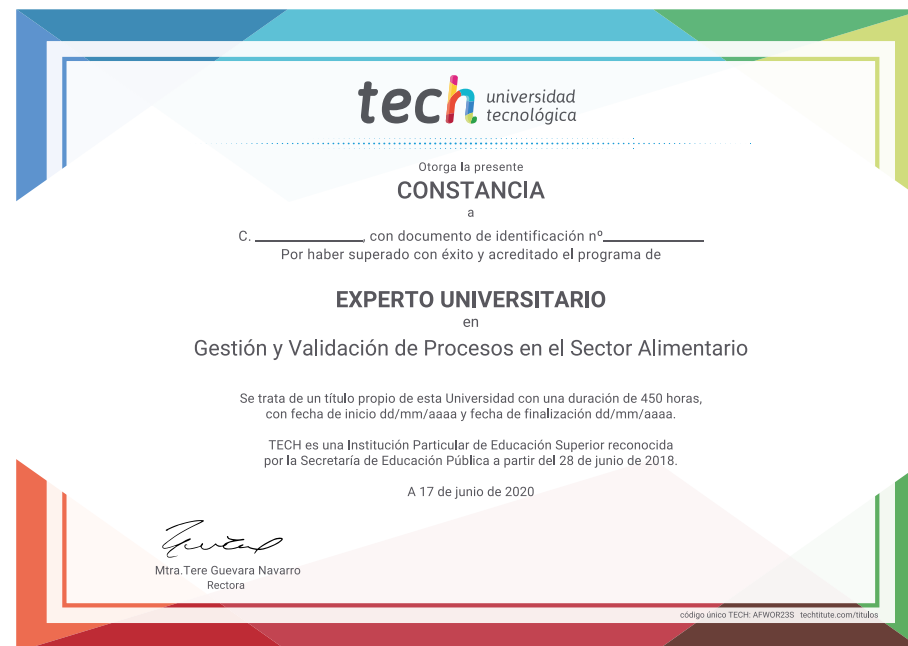 tech universidad
tecnológica
Otorga la presente
CONSTANCIA
a
C. ____________, con documento de identificación nº____________
Por haber superado con éxito y acreditado el programa de
EXPERTO UNIVERSITARIO
en
Gestión y Validación de Procesos en el Sector Alimentario
Se trata de un título propio de esta Universidad con una duración de 450 horas,
con fecha de inicio dd/mm/aaaa y fecha de finalización dd/mm/aaaa.
TECH es una Institución Particular de Educación Superior reconocida
por la Secretaría de Educación Pública a partir del 28 de junio de 2018.
A 17 de junio de 2020
Mtra.Tere Guevara Navarro
Rectora
código único TECH: AFWOR23S techtitute.com/titulos